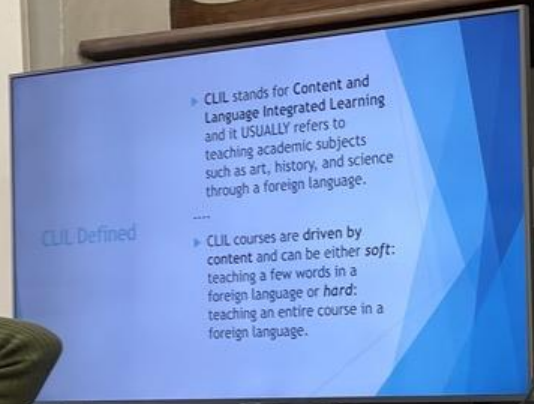 CLIL Defined
CLIL stands for Content and
Language Integrated Learning
and it USUALLY refers to
teaching academic subjects
such as art, history, and science
through a foreign language.
----
CLIL courses are driven by
content and can be either soft:
teaching a few words in a
foreign language or hard:
teaching an entire course in a
foreign language.